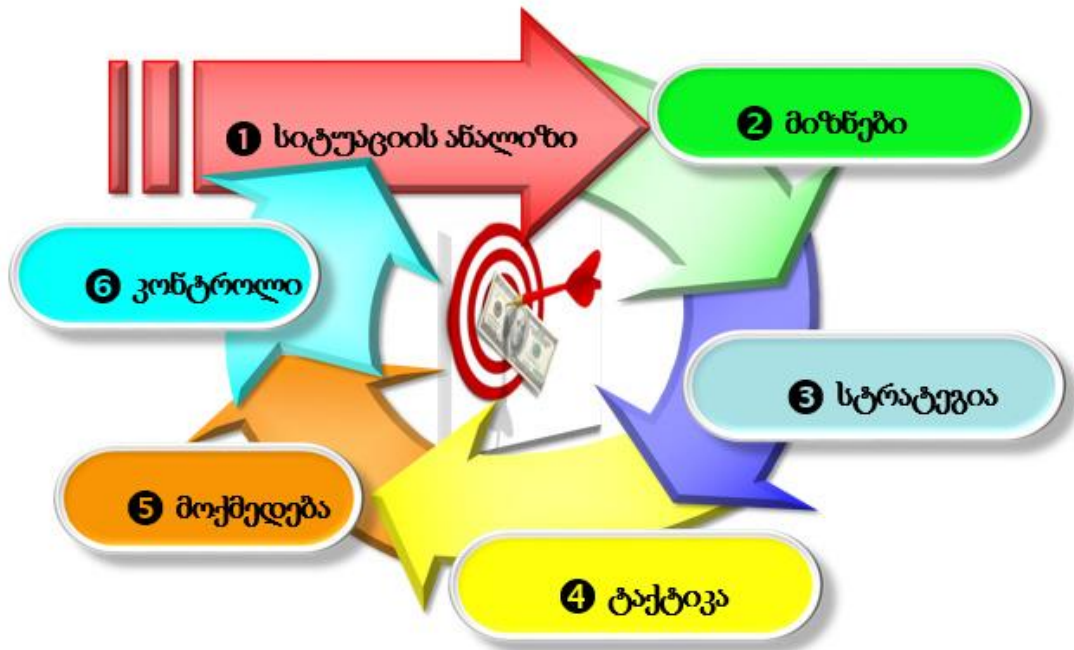 ❶ სიტუაციის ანალიზი
❷ მიზნები
❸ სტრატეგია
❹ ტაქტიკა
❺ მოქმედება
❻ კონტროლი